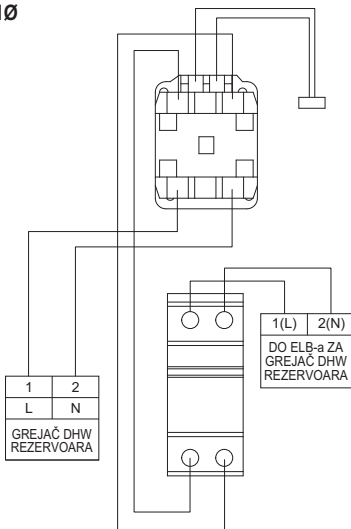 1Ø
1(L) 2(N)
DO ELB-a ZA
GREJAČ DHW
REZERVOARA
1 2
L N
GREJAČ DHW
REZERVOARA